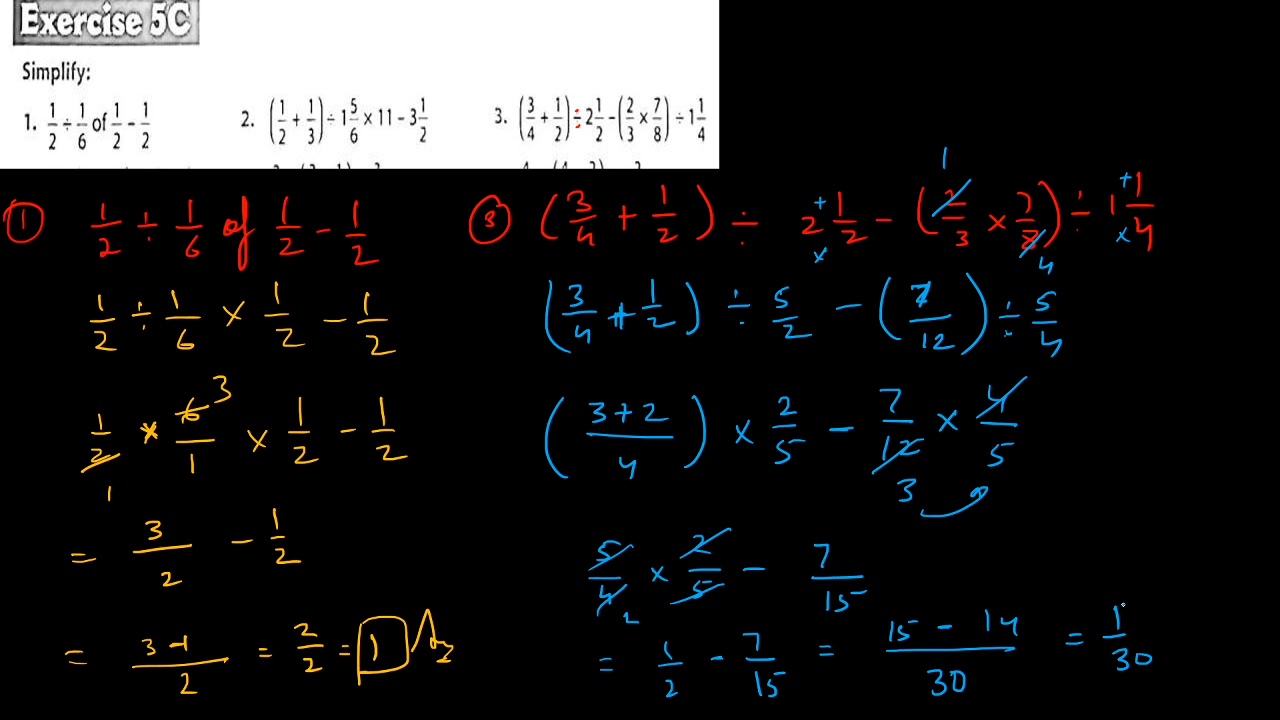 Exercise 5C
Simplify:
1. 1/2 ÷ 1/6 of 1/2 - 1/2
2. (1/2 + 1/3) ÷ 1 5/6 × 11 - 3 1/2
3. (3/4 + 1/2) ÷ 2 1/2 - (2/3 × 7/8) ÷ 1 1/4
① 1/2 ÷ 1/6 of 1/2 - 1/2
1/2 ÷ 1/6 × 1/2 - 1/2
1/2 × 6/1 × 1/2 - 1/2
1 3
= 3/2 - 1/2
= 3-1/2 = 2/2 = 1
③ (3/4 + 1/2) ÷ 2 1/2 - (2/3 × 7/8) ÷ 1 1/4
+ × 1 4 + ×
(3/4 + 1/2) ÷ 5/2 - (7/12) ÷ 5/4
(3+2/4) × 2/5 - 7/12 × 4/5
3
5/4 × 2/5 - 7/15
2
= 1/2 - 7/15 = 15 - 14/30 = 1/30